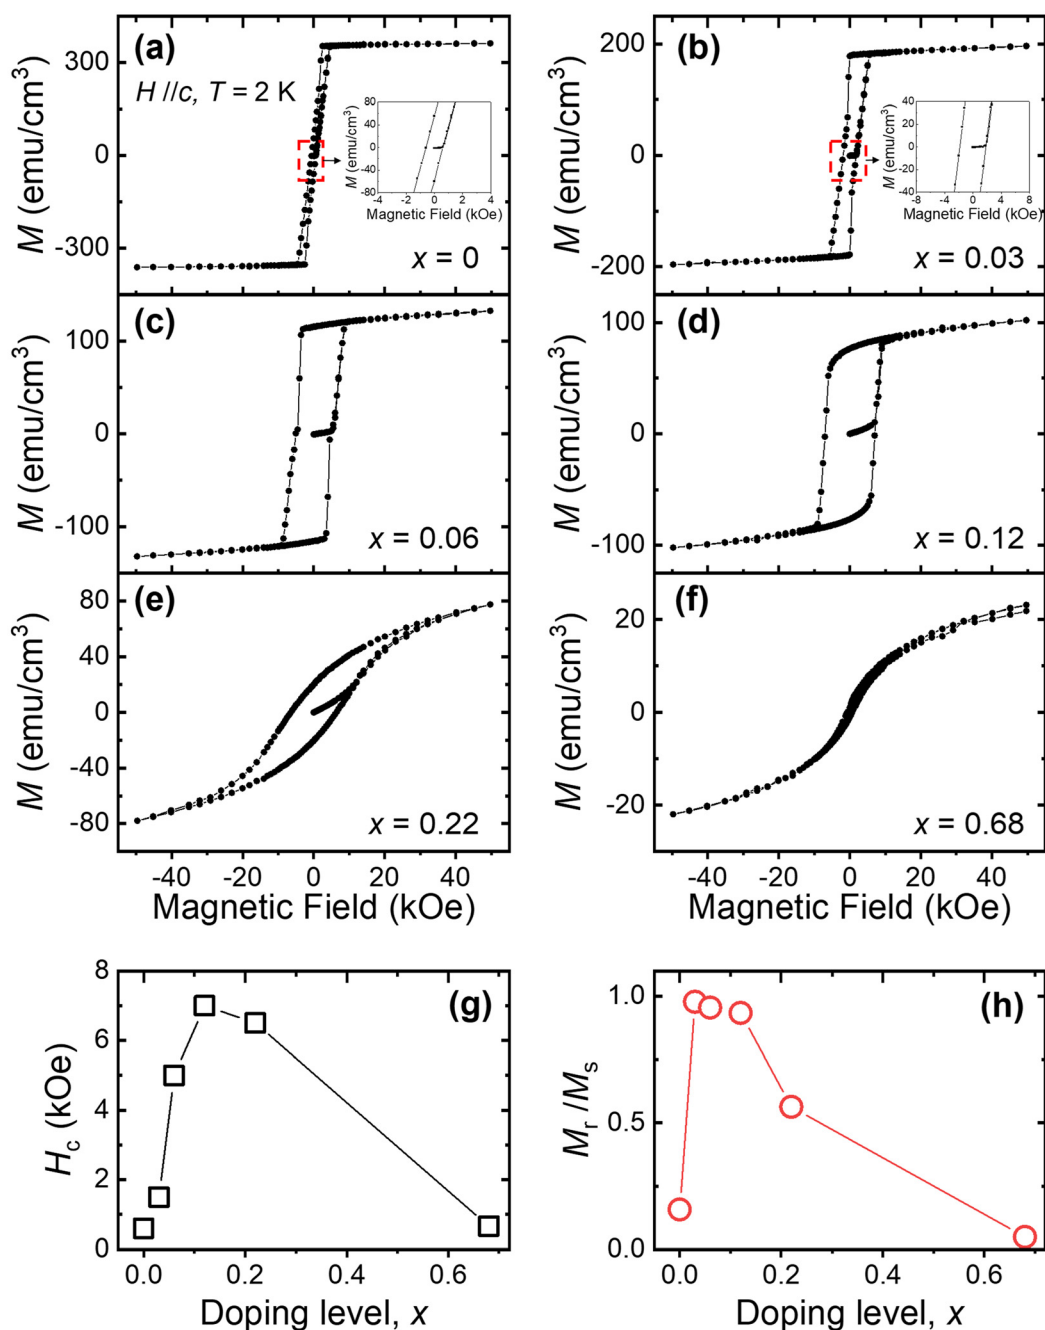 (a)
H //c, T = 2 K
M (emu/cm³)
300
0
-300
80
40
0
-40
-80
M (emu/cm³)
-4 -2 0 2 4
Magnetic Field (kOe)
x = 0
(b)
M (emu/cm³)
200
100
0
-100
-200
40
20
0
-20
-40
M (emu/cm³)
-8 -4 0 4 8
Magnetic Field (kOe)
x = 0.03
(c)
M (emu/cm³)
100
0
-100
x = 0.06
(d)
M (emu/cm³)
100
0
-100
x = 0.12
(e)
M (emu/cm³)
80
40
0
-40
-80
x = 0.22
-40 -20 0 20 40
Magnetic Field (kOe)
(f)
M (emu/cm³)
20
0
-20
x = 0.68
-40 -20 0 20 40
Magnetic Field (kOe)
(g)
Hc (kOe)
8
6
4
2
0
0.0 0.2 0.4 0.6
Doping level, x
(h)
Mr /Ms
1.0
0.5
0.0
0.0 0.2 0.4 0.6
Doping level, x